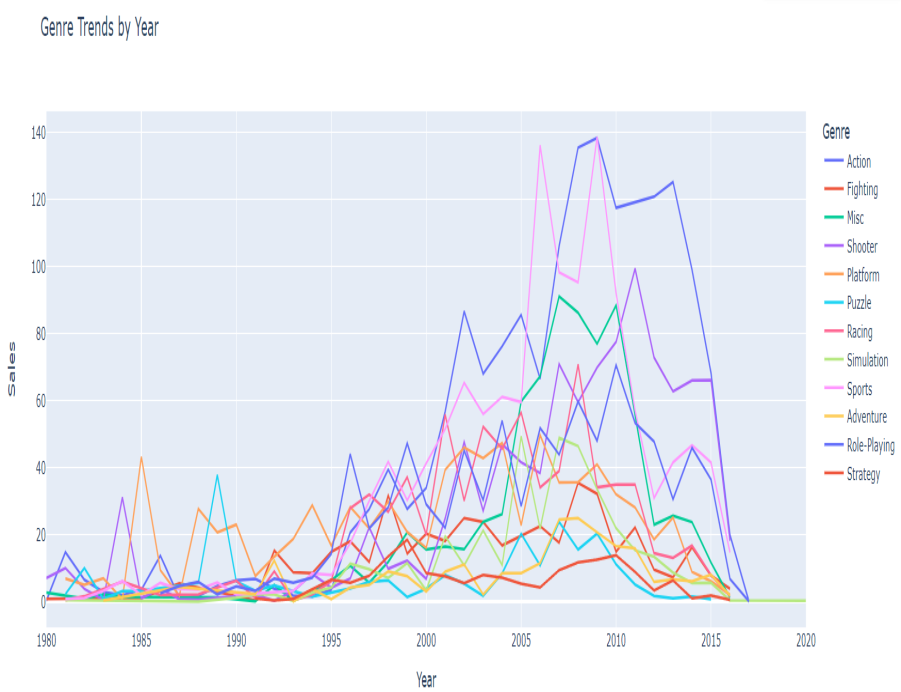 Genre Trends by Year
140
120
100
80
60
40
20
0
Sales
1980
1985
1990
1995
2000
2005
2010
2015
2020
Year
Genre
Action
Fighting
Misc
Shooter
Platform
Puzzle
Racing
Simulation
Sports
Adventure
Role-Playing
Strategy